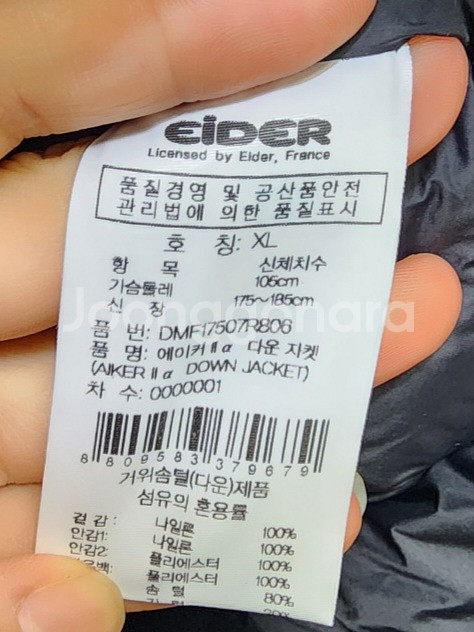 EiDER
Licensed by Eider, France
품질경영 및 공산품안전
관리법에 의한 품질표시
호 칭: XL
항 목 신체치수
가슴둘레 105cm
신 장 175~185cm
Joonggonara
품 번: DMF17507R806
품 명: 에이커Ⅱα 다운 자켓
(AIKER Ⅱα DOWN JACKET)
차 수: 0000001
8809583379679
거위솜털(다운)제품
섬유의 혼용률
겉감: 나일론 100%
안감1: 나일론 100%
안감2: 폴리에스터 100%
폴리에스터 100%
솜털 80%